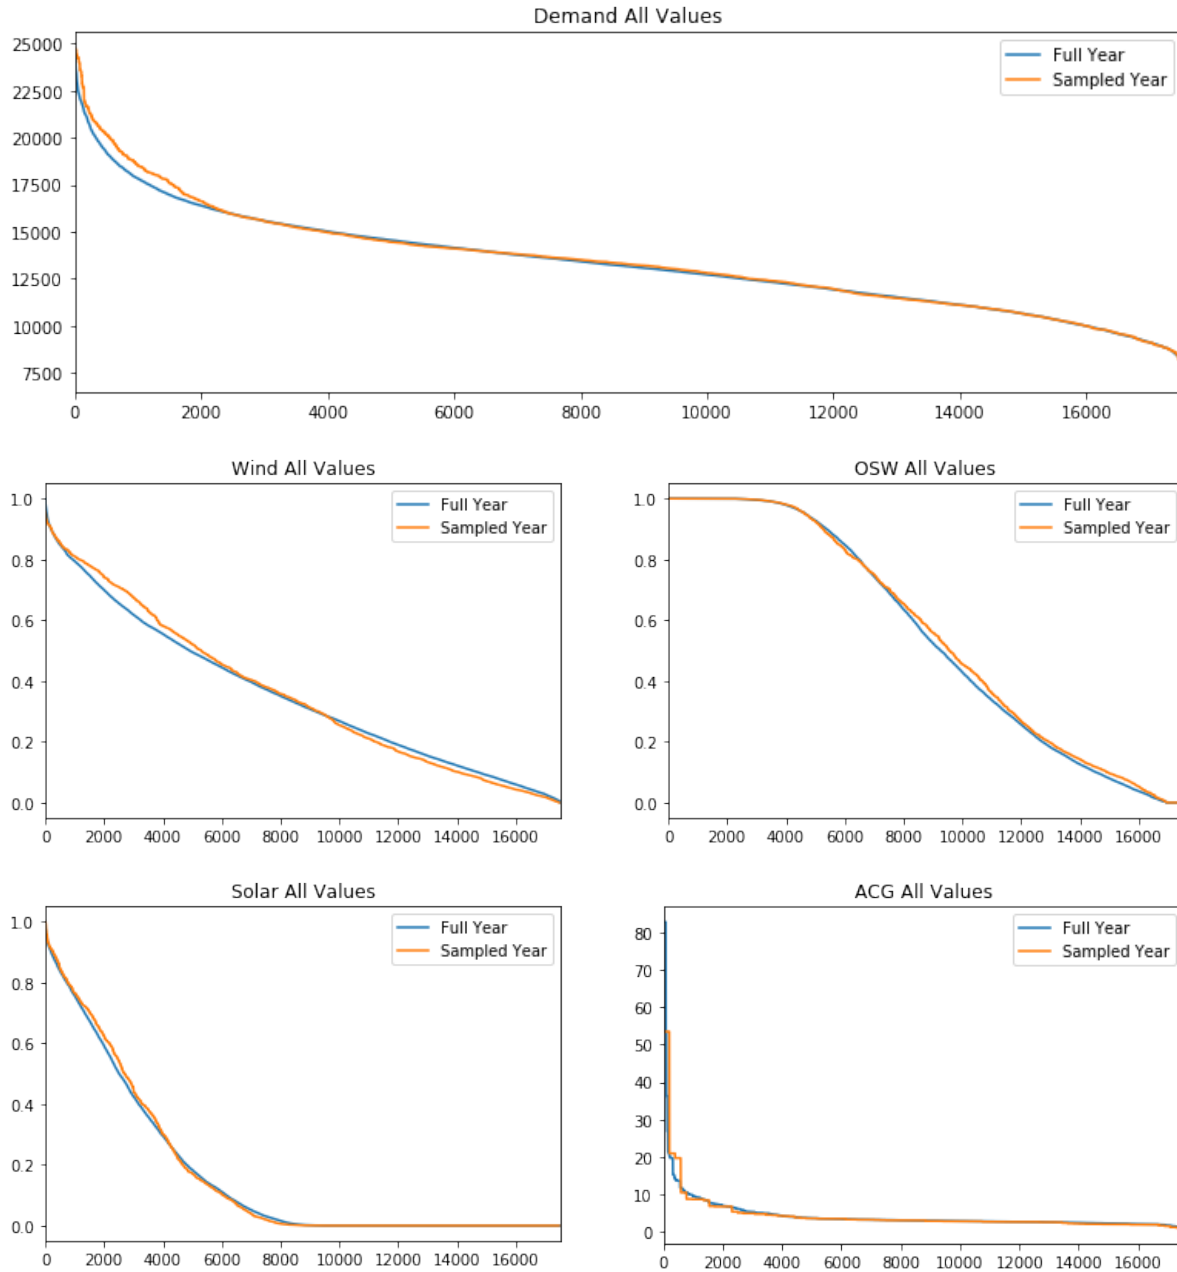 Demand All Values
25000
22500
20000
17500
15000
12500
10000
7500
Full Year
Sampled Year
0 2000 4000 6000 8000 10000 12000 14000 16000
Wind All Values
1.0
0.8
0.6
0.4
0.2
0.0
Full Year
Sampled Year
0 2000 4000 6000 8000 10000 12000 14000 16000
OSW All Values
1.0
0.8
0.6
0.4
0.2
0.0
Full Year
Sampled Year
0 2000 4000 6000 8000 10000 12000 14000 16000
Solar All Values
1.0
0.8
0.6
0.4
0.2
0.0
Full Year
Sampled Year
0 2000 4000 6000 8000 10000 12000 14000 16000
ACG All Values
80
70
60
50
40
30
20
10
0
Full Year
Sampled Year
0 2000 4000 6000 8000 10000 12000 14000 16000